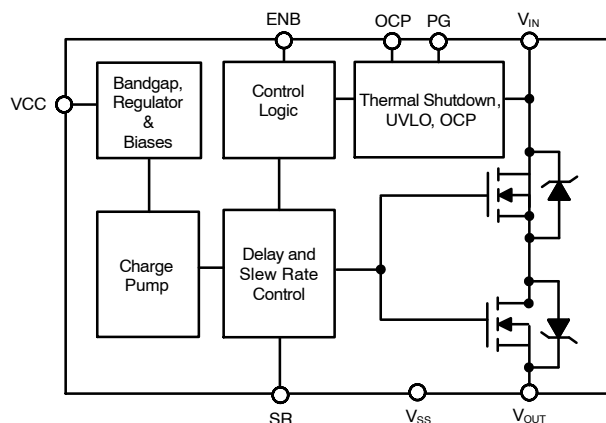 ENB
OCP
PG
VIN
VCC
Bandgap,
Regulator
&
Biases
Control
Logic
Thermal Shutdown,
UVLO, OCP
Charge
Pump
Delay and
Slew Rate
Control
SR
VSS
VOUT